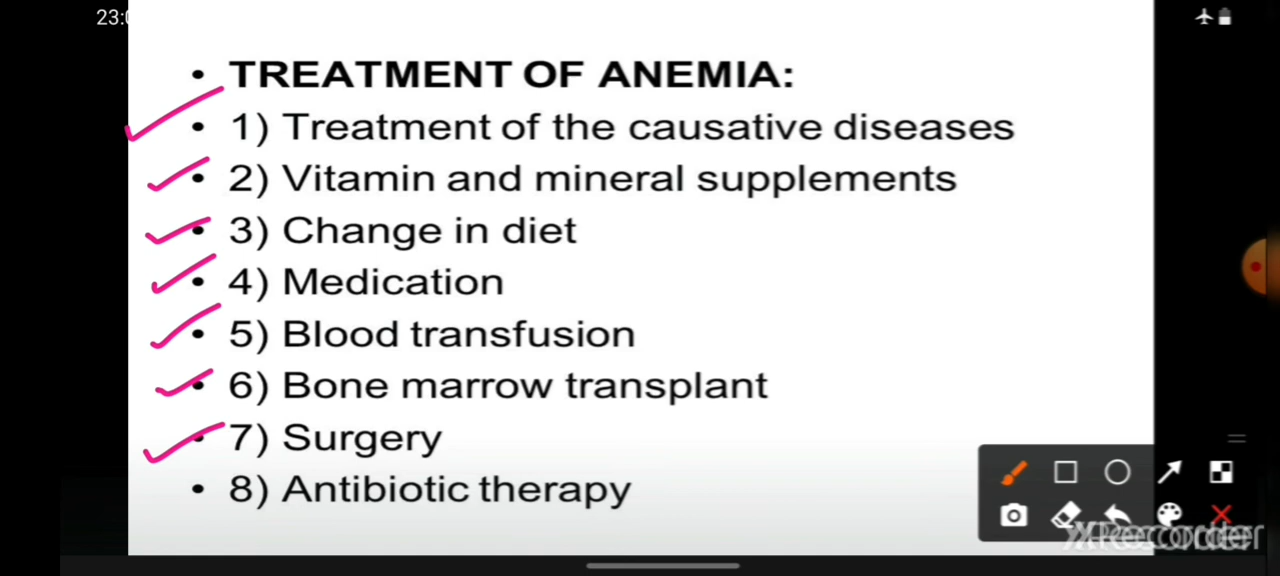 23:0
• TREATMENT OF ANEMIA:
• 1) Treatment of the causative diseases
• 2) Vitamin and mineral supplements
• 3) Change in diet
• 4) Medication
• 5) Blood transfusion
• 6) Bone marrow transplant
• 7) Surgery
• 8) Antibiotic therapy
XRecorder